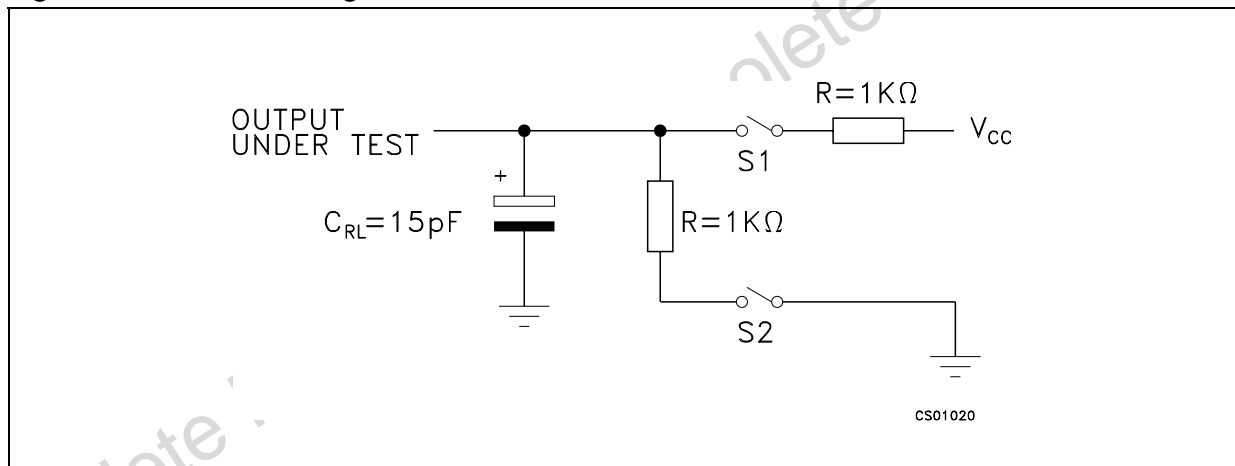 R=1KΩ
OUTPUT
UNDER TEST
VCC
S1
+
CRL=15pF
R=1KΩ
S2
CS01020